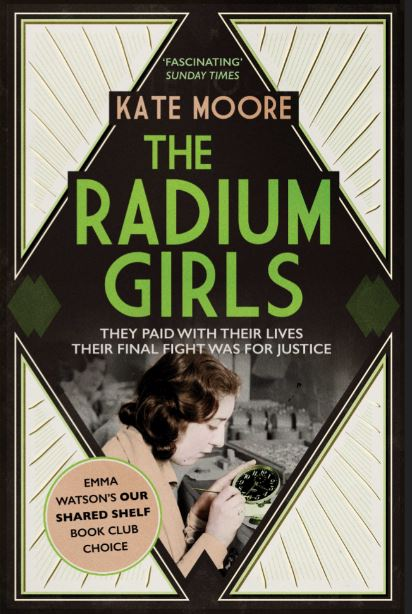 ‘FASCINATING’
SUNDAY TIMES
KATE MOORE
THE
RADIUM
GIRLS
THEY PAID WITH THEIR LIVES
THEIR FINAL FIGHT WAS FOR JUSTICE
EMMA
WATSON’S OUR
SHARED SHELF
BOOK CLUB
CHOICE